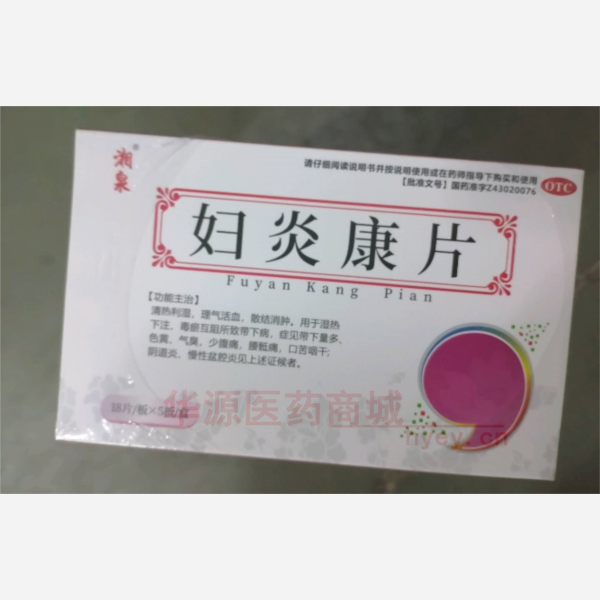 湘泉®
请仔细阅读说明书并按说明使用或在药师指导下购买和使用
【批准文号】国药准字Z43020076
OTC
妇炎康片
Fuyan Kang Pian
【功能主治】
清热利湿，理气活血，散结消肿。用于湿热
下注、毒瘀互阻所致带下病，症见带下量多、
色黄、气臭，少腹痛，腰骶痛，口苦咽干；
阴道炎、慢性盆腔炎见上述证候者。
18片/板×5板/盒
华源医药商城